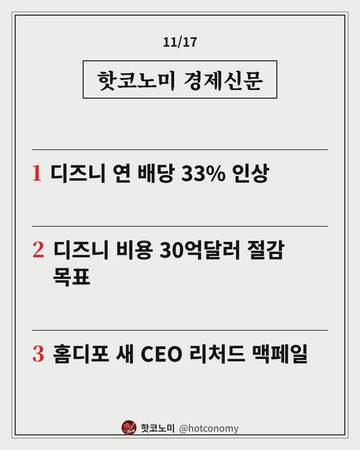 11/17
핫코노미 경제신문
1 디즈니 연 배당 33% 인상
2 디즈니 비용 30억달러 절감
목표
3 홈디포 새 CEO 리처드 맥페일
핫코노미 @hotconomy